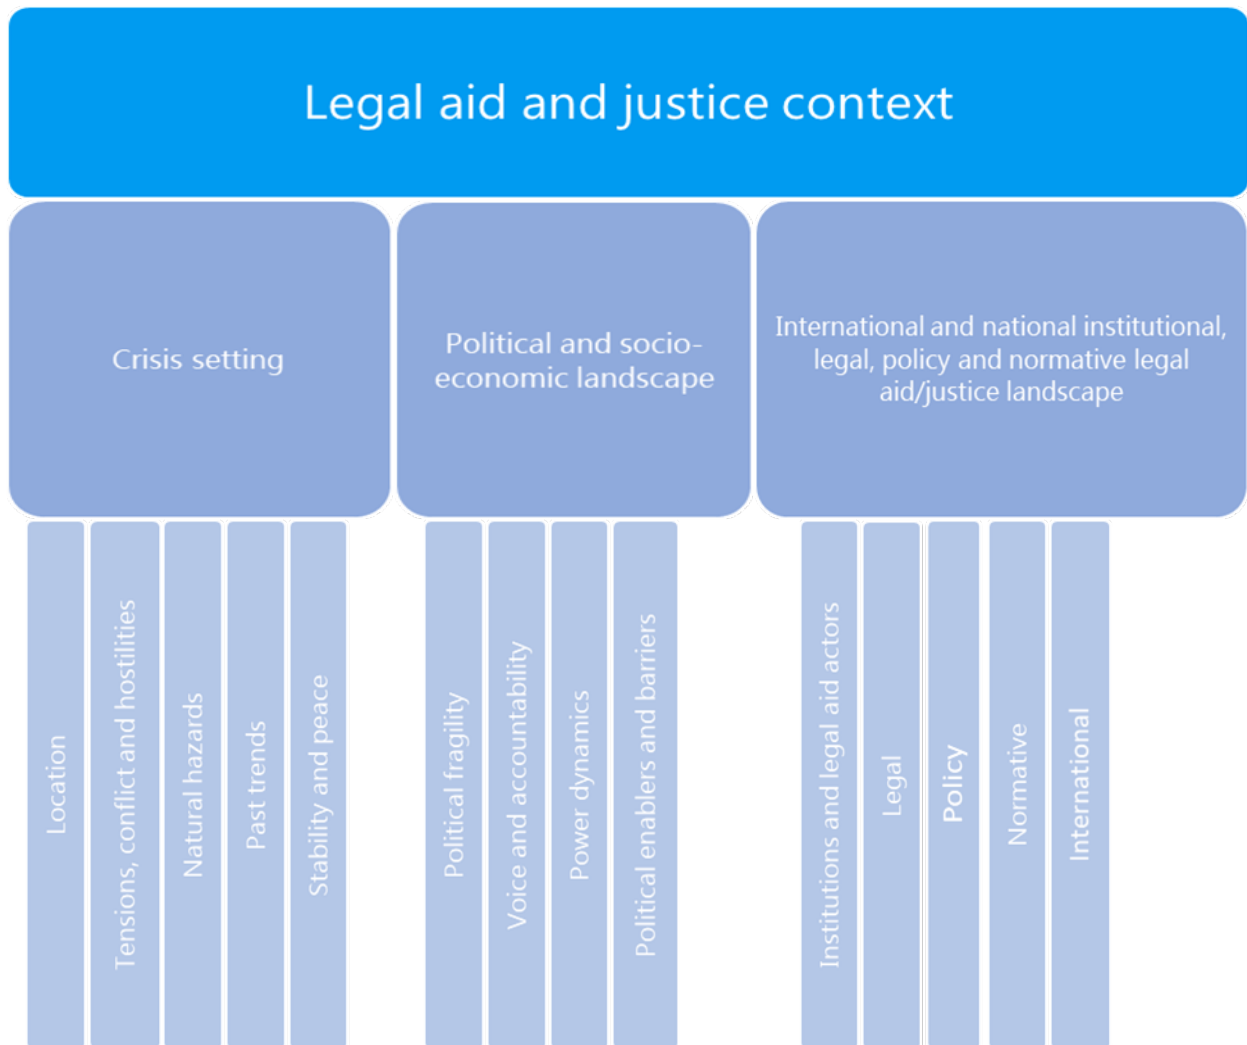 Legal aid and justice context
Crisis setting
Political and socio-
economic landscape
International and national institutional,
legal, policy and normative legal
aid/justice landscape
Location
Tensions, conflict and hostilities
Natural hazards
Past trends
Stability and peace
Political fragility
Voice and accountability
Power dynamics
Political enablers and barriers
Institutions and legal aid actors
Legal
Policy
Normative
International